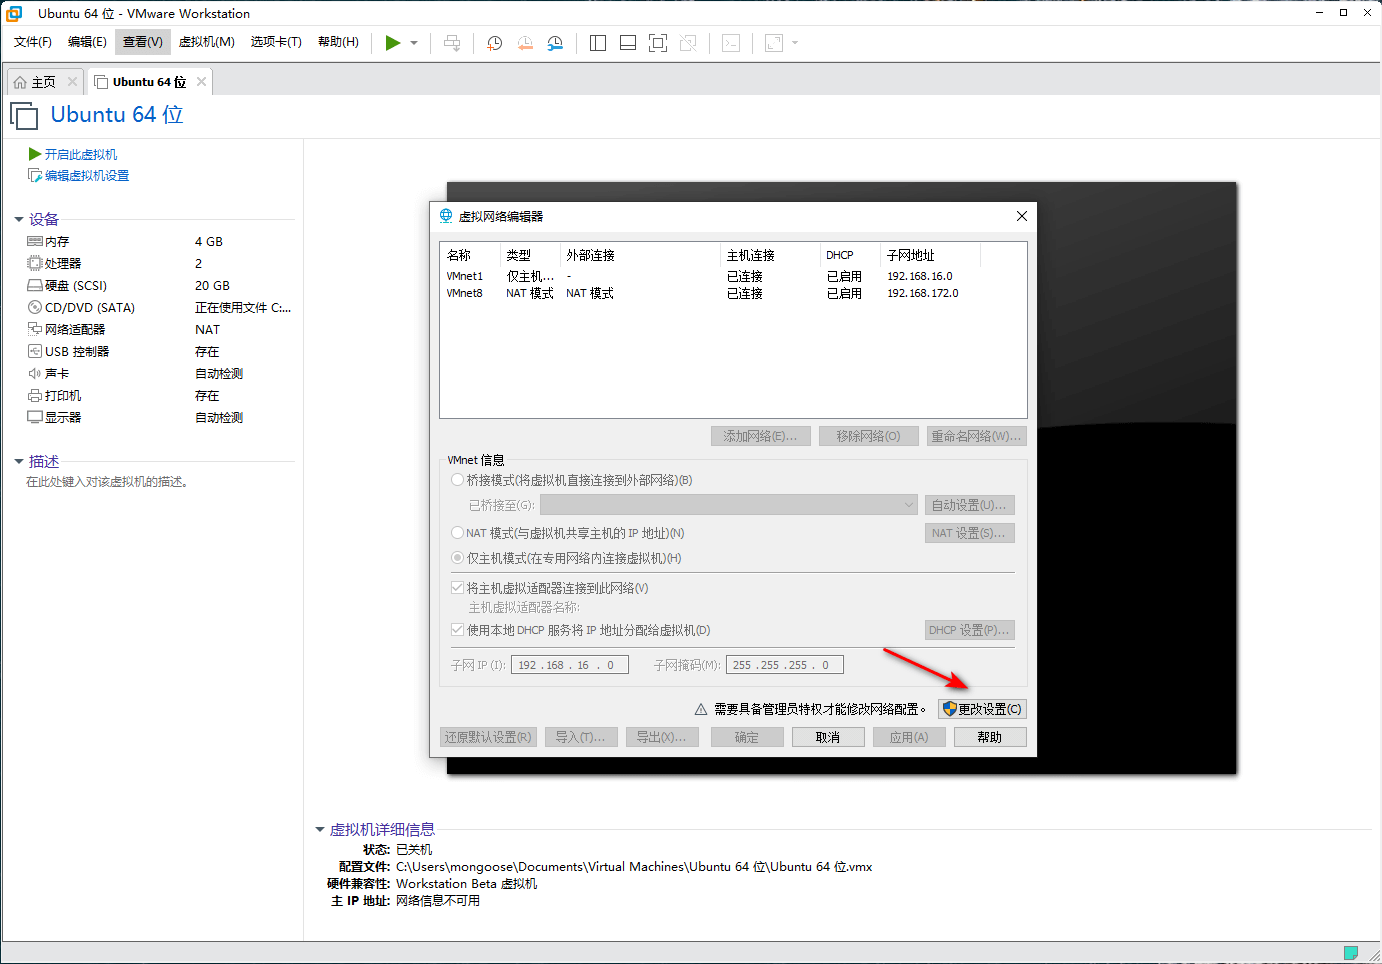 Ubuntu 64 位 - VMware Workstation
文件(F) 编辑(E) 查看(V) 虚拟机(M) 选项卡(T) 帮助(H)
主页 Ubuntu 64 位
Ubuntu 64 位
开启此虚拟机
编辑虚拟机设置
设备
内存 4 GB
处理器 2
硬盘 (SCSI) 20 GB
CD/DVD (SATA) 正在使用文件 C:...
网络适配器 NAT
USB 控制器 存在
声卡 自动检测
打印机 存在
显示器 自动检测
描述
在此处键入对该虚拟机的描述。
虚拟网络编辑器
名称 类型 外部连接 主机连接 DHCP 子网地址
VMnet1 仅主机... - 已连接 已启用 192.168.16.0
VMnet8 NAT 模式 NAT 模式 已连接 已启用 192.168.172.0
添加网络(E)... 移除网络(O) 重命名网络(W)...
VMnet 信息
桥接模式(将虚拟机直接连接到外部网络)(B)
已桥接至(G): 自动设置(U)...
NAT 模式(与虚拟机共享主机的 IP 地址)(N) NAT 设置(S)...
仅主机模式(在专用网络内连接虚拟机)(H)
将主机虚拟适配器连接到此网络(V)
主机虚拟适配器名称:
使用本地 DHCP 服务将 IP 地址分配给虚拟机(D) DHCP 设置(P)...
子网 IP (I): 192 . 168 . 16 . 0 子网掩码(M): 255 . 255 . 255 . 0
需要具备管理员特权才能修改网络配置。 更改设置(C)
还原默认设置(R) 导入(T)... 导出(X)... 确定 取消 应用(A) 帮助
虚拟机详细信息
状态: 已关机
配置文件: C:\Users\mongoose\Documents\Virtual Machines\Ubuntu 64 位\Ubuntu 64 位.vmx
硬件兼容性: Workstation Beta 虚拟机
主 IP 地址: 网络信息不可用